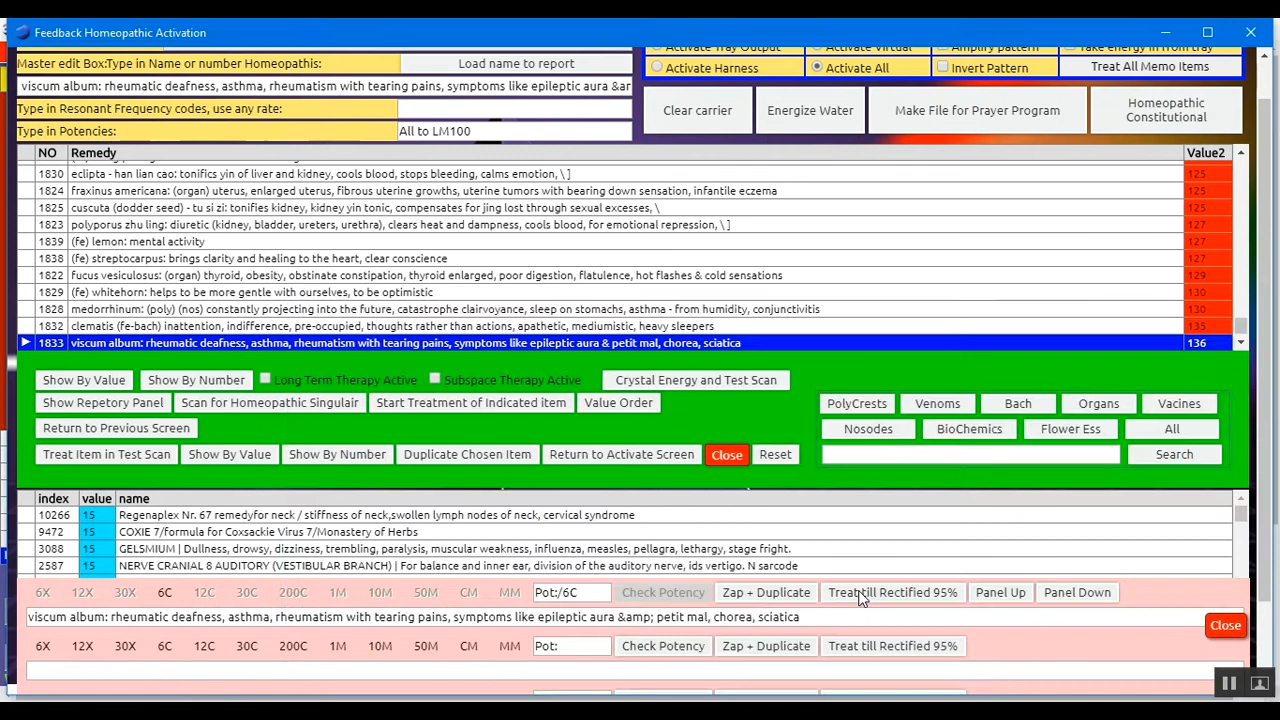 Feedback Homeopathic Activation
Activate Tray Output Activate Virtual Amplify pattern Take energy in from tray
Master edit Box:Type in Name or number Homeopathis: Load name to report Activate Harness Activate All Invert Pattern Treat All Memo Items
viscum album: rheumatic deafness, asthma, rheumatism with tearing pains, symptoms like epileptic aura &ar
Type in Resonant Frequency codes, use any rate: Clear carrier Energize Water Make File for Prayer Program Homeopathic Constitutional
Type in Potencies: All to LM100
NO Remedy Value2
1830 eclipta - han lian cao: tonifics yin of liver and kidney, cools blood, stops bleeding, calms emotion, \ ] 125
1824 fraxinus americana: (organ) uterus, enlarged uterus, fibrous uterine growths, uterine tumors with bearing down sensation, infantile eczema 125
1825 cuscuta (dodder seed) - tu si zi: tonifies kidney, kidney yin tonic, compensates for jing lost through sexual excesses, \ 125
1823 polyporus zhu ling: diuretic (kidney, bladder, ureters, urethra), clears heat and dampness, cools blood, for emotional repression, \ ] 127
1839 (fe) lemon: mental activity 127
1838 (fe) streptocarpus: brings clarity and healing to the heart, clear conscience 127
1822 fucus vesiculosus: (organ) thyroid, obesity, obstinate constipation, thyroid enlarged, poor digestion, flatulence, hot flashes & cold sensations 129
1829 (fe) whitehorn: helps to be more gentle with ourselves, to be optimistic 130
1828 medorrhinum: (poly) (nos) constantly projecting into the future, catastrophe clairvoyance, sleep on stomachs, asthma - from humidity, conjunctivitis 130
1832 clematis (fe-bach) inattention, indifference, pre-occupied, thoughts rather than actions, apathetic, mediumistic, heavy sleepers 135
1833 viscum album: rheumatic deafness, asthma, rheumatism with tearing pains, symptoms like epileptic aura & petit mal, chorea, sciatica 136
Show By Value Show By Number Long Term Therapy Active Subspace Therapy Active Crystal Energy and Test Scan
Show Repetory Panel Scan for Homeopathic Singulair Start Treatment of Indicated item Value Order PolyCrests Venoms Bach Organs Vacines
Return to Previous Screen Nosodes BioChemics Flower Ess All
Treat Item in Test Scan Show By Value Show By Number Duplicate Chosen Item Return to Activate Screen Close Reset Search
index value name
10266 15 Regenaplex Nr. 67 remedyfor neck / stiffness of neck,swollen lymph nodes of neck, cervical syndrome
9472 15 COXIE 7/formula for Coxsackie Virus 7/Monastery of Herbs
3088 15 GELSMIUM | Dullness, drowsy, dizziness, trembling, paralysis, muscular weakness, influenza, measles, pellagra, lethargy, stage fright.
2587 15 NERVE CRANIAL 8 AUDITORY (VESTIBULAR BRANCH) | For balance and inner ear, division of the auditory nerve, ids vertigo. N sarcode
6X 12X 30X 6C 12C 30C 200C 1M 10M 50M CM MM Pot:/6C Check Potency Zap + Duplicate Treat till Rectified 95% Panel Up Panel Down
viscum album: rheumatic deafness, asthma, rheumatism with tearing pains, symptoms like epileptic aura &amp; petit mal, chorea, sciatica
Close
6X 12X 30X 6C 12C 30C 200C 1M 10M 50M CM MM Pot: Check Potency Zap + Duplicate Treat till Rectified 95%